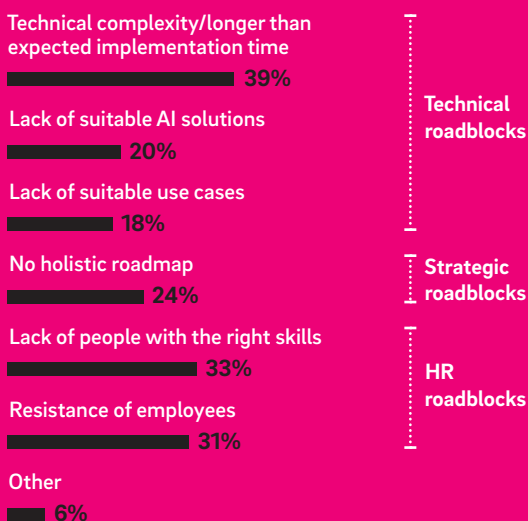 Technical complexity/longer than
expected implementation time
39%
Lack of suitable AI solutions
20%
Lack of suitable use cases
18%
Technical
roadblocks
No holistic roadmap
24%
Strategic
roadblocks
Lack of people with the right skills
33%
Resistance of employees
31%
HR
roadblocks
Other
6%